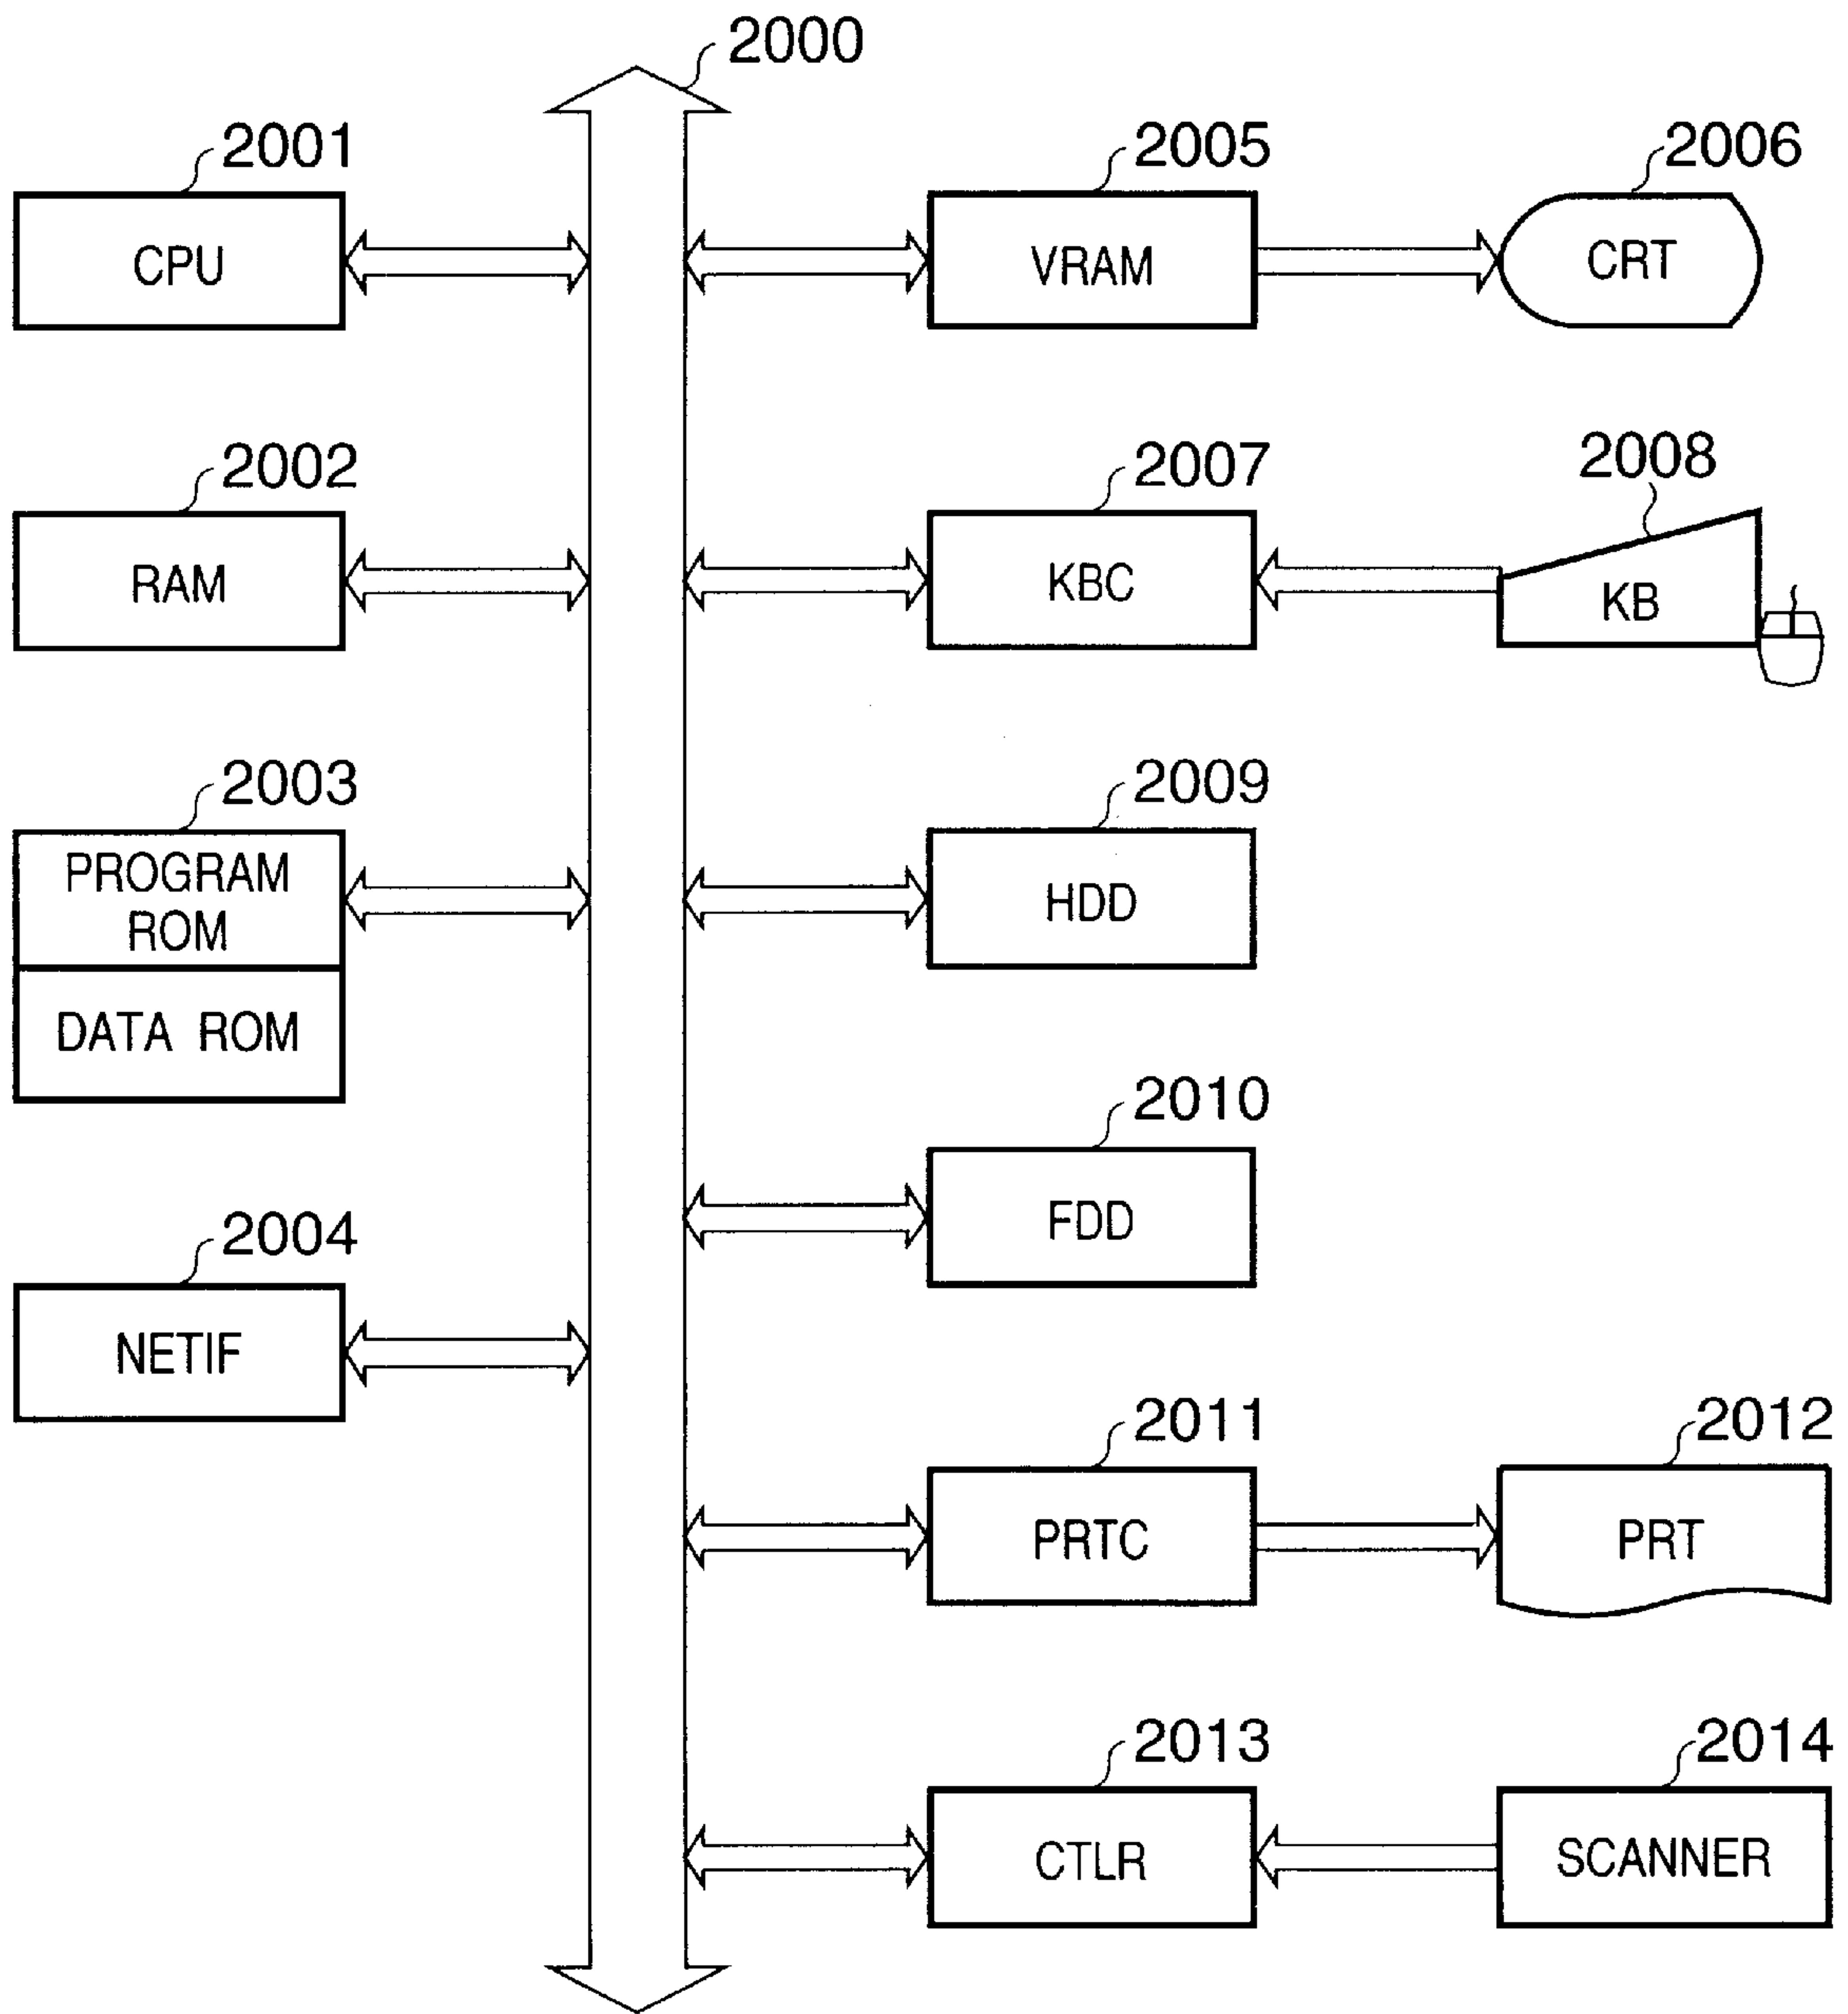 2000
2001
CPU
2005
VRAM
2006
CRT
2002
RAM
2007
KBC
2008
KB
2003
PROGRAM
ROM
DATA ROM
2009
HDD
2010
FDD
2004
NETIF
2011
PRTC
2012
PRT
2013
CTLR
2014
SCANNER